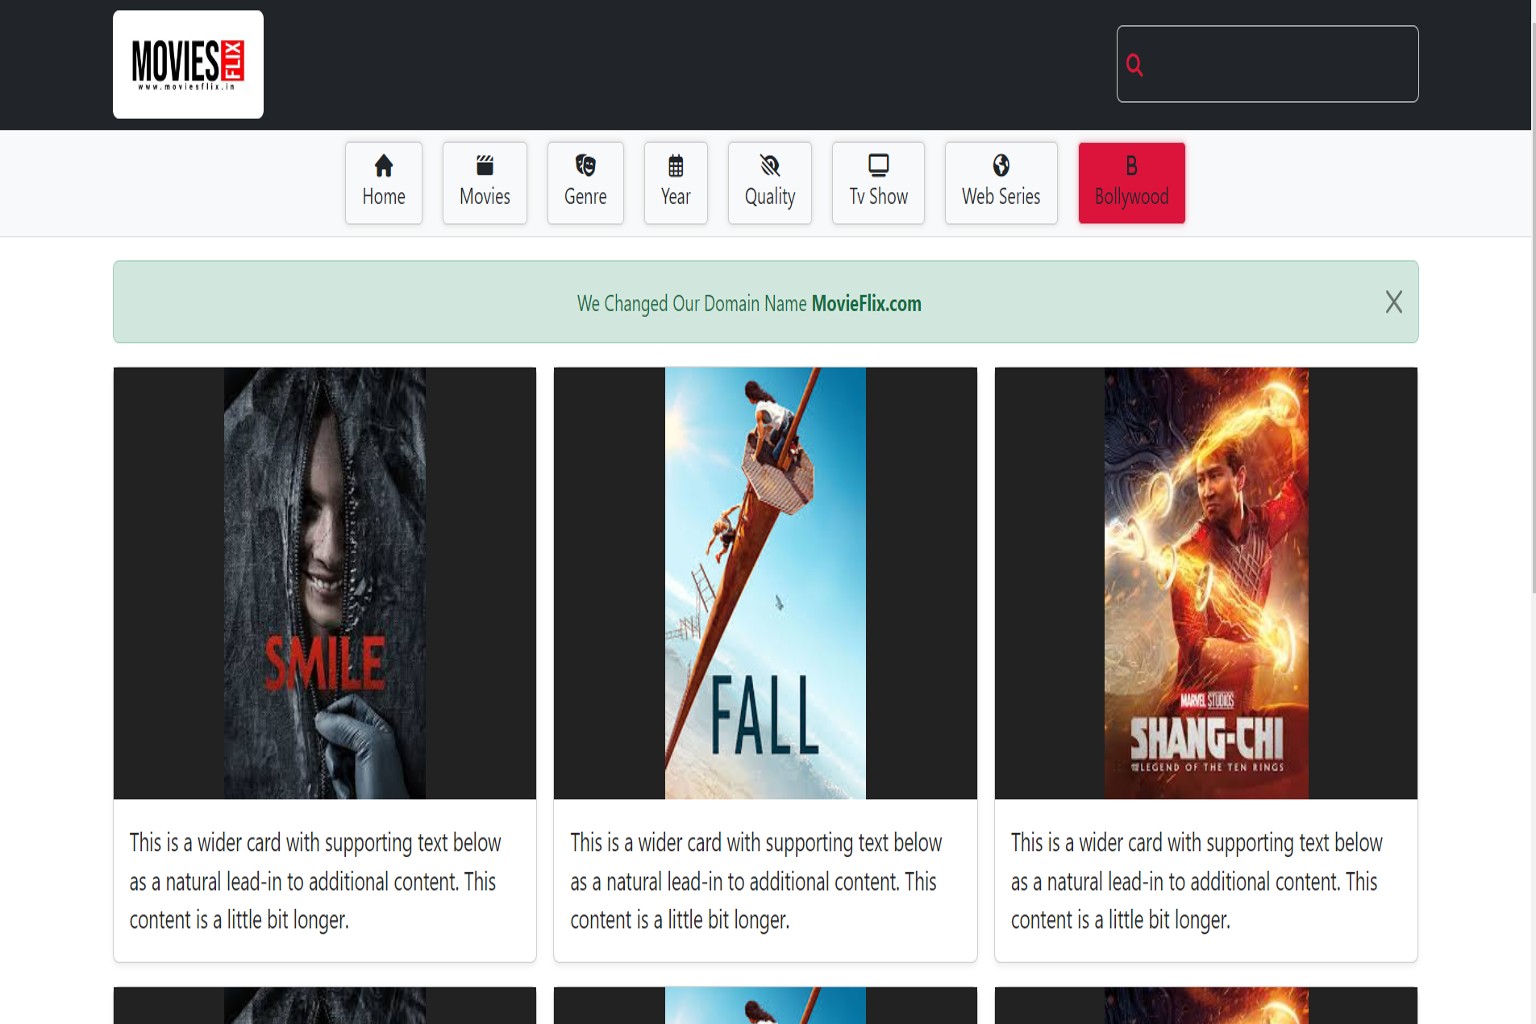 MOVIES FLIX
www.moviesflix.in
Home Movies Genre Year Quality Tv Show Web Series B Bollywood
We Changed Our Domain Name MovieFlix.com X
SMILE
FALL
MARVEL STUDIOS
SHANG-CHI
AND THE LEGEND OF THE TEN RINGS
This is a wider card with supporting text below
as a natural lead-in to additional content. This
content is a little bit longer.
This is a wider card with supporting text below
as a natural lead-in to additional content. This
content is a little bit longer.
This is a wider card with supporting text below
as a natural lead-in to additional content. This
content is a little bit longer.